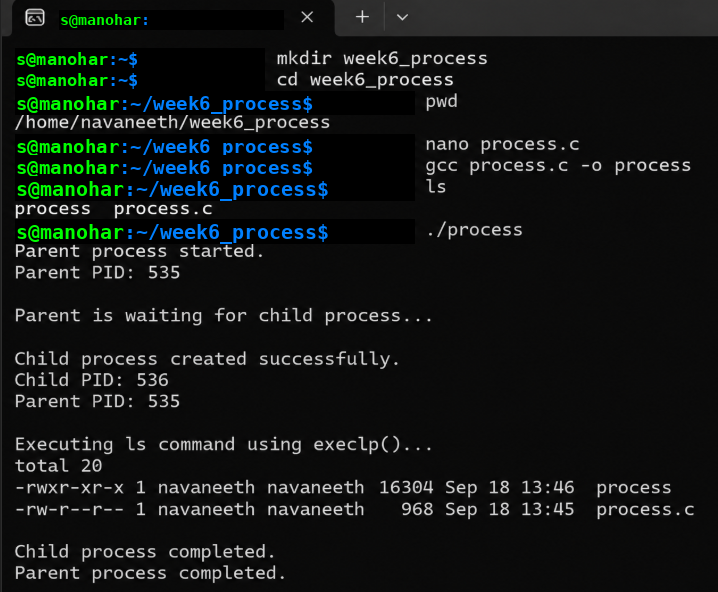 s@manohar:
s@manohar:~$ mkdir week6_process
s@manohar:~$ cd week6_process
s@manohar:~/week6_process$ pwd
/home/navaneeth/week6_process
s@manohar:~/week6 process$ nano process.c
s@manohar:~/week6 process$ gcc process.c -o process
s@manohar:~/week6_process$ ls
process  process.c
s@manohar:~/week6_process$ ./process
Parent process started.
Parent PID: 535
Parent is waiting for child process...
Child process created successfully.
Child PID: 536
Parent PID: 535
Executing ls command using execlp()...
total 20
-rwxr-xr-x 1 navaneeth navaneeth 16304 Sep 18 13:46  process
-rw-r--r-- 1 navaneeth navaneeth   968 Sep 18 13:45  process.c
Child process completed.
Parent process completed.